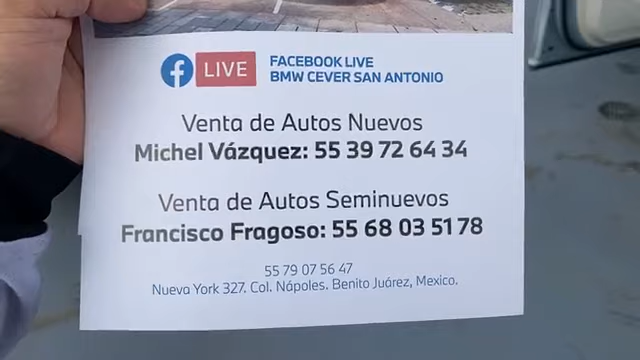 f LIVE FACEBOOK LIVE
BMW CEVER SAN ANTONIO
Venta de Autos Nuevos
Michel Vázquez: 55 39 72 64 34
Venta de Autos Seminuevos
Francisco Fragoso: 55 68 03 51 78
55 79 07 56 47
Nueva York 327. Col. Nápoles. Benito Juárez, Mexico.